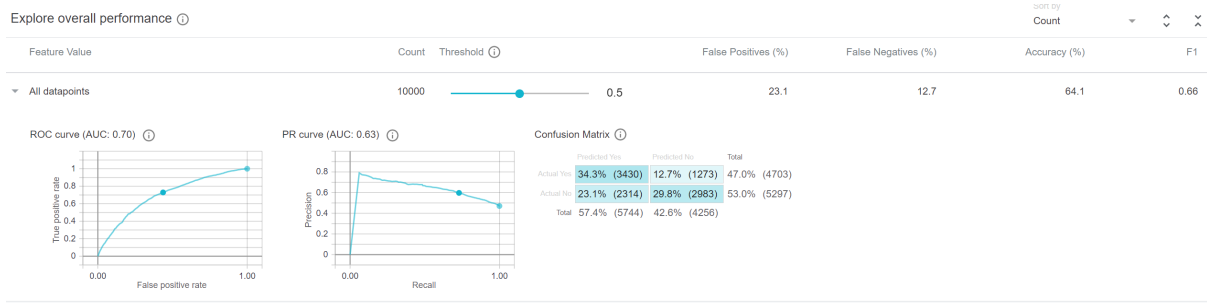 Sort by
Explore overall performance
Count
Feature Value Count Threshold False Positives (%) False Negatives (%) Accuracy (%) F1
All datapoints 10000 0.5 23.1 12.7 64.1 0.66
ROC curve (AUC: 0.70)
1
0.8
0.6
0.4
0.2
0
True positive rate
0.00 1.00
False positive rate
PR curve (AUC: 0.63)
0.8
0.6
0.4
0.2
0
Precision
0.00 1.00
Recall
Confusion Matrix
Predicted Yes Predicted No Total
Actual Yes 34.3% (3430) 12.7% (1273) 47.0% (4703)
Actual No 23.1% (2314) 29.8% (2983) 53.0% (5297)
Total 57.4% (5744) 42.6% (4256)